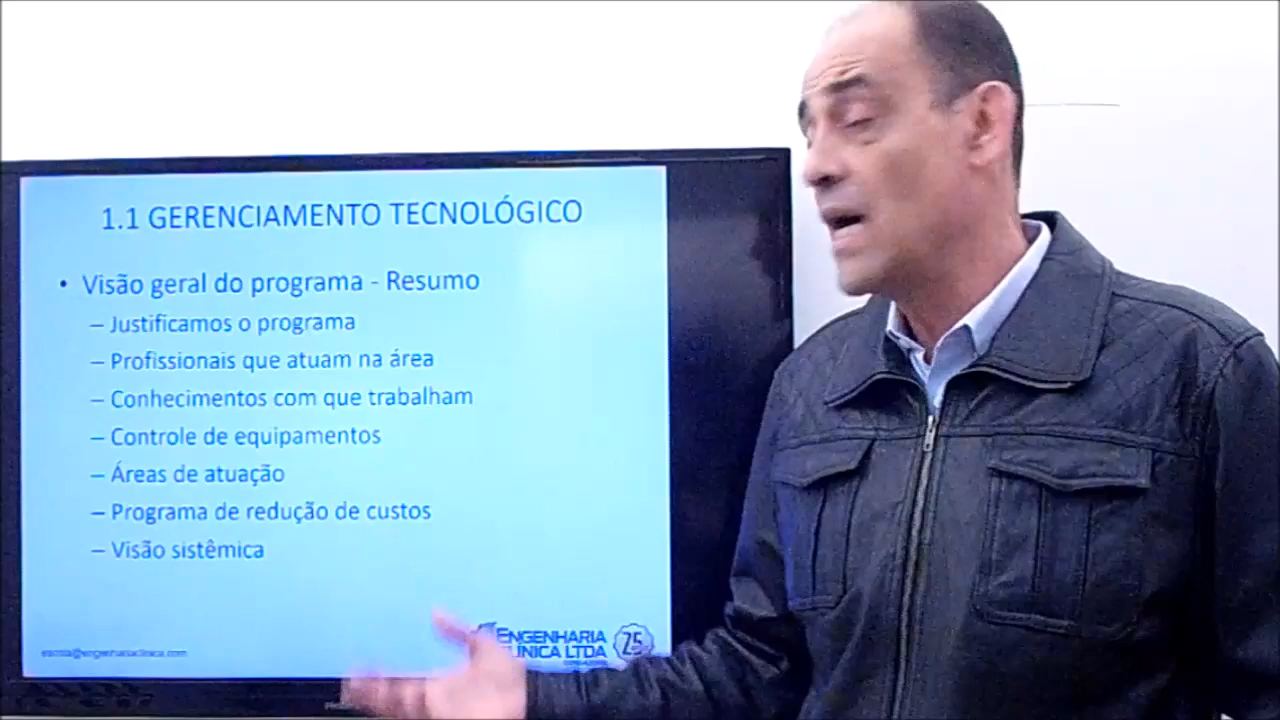 1.1 GERENCIAMENTO TECNOLÓGICO
• Visão geral do programa - Resumo
– Justificamos o programa
– Profissionais que atuam na área
– Conhecimentos com que trabalham
– Controle de equipamentos
– Áreas de atuação
– Programa de redução de custos
– Visão sistêmica
ENGENHARIA
LTDA
25